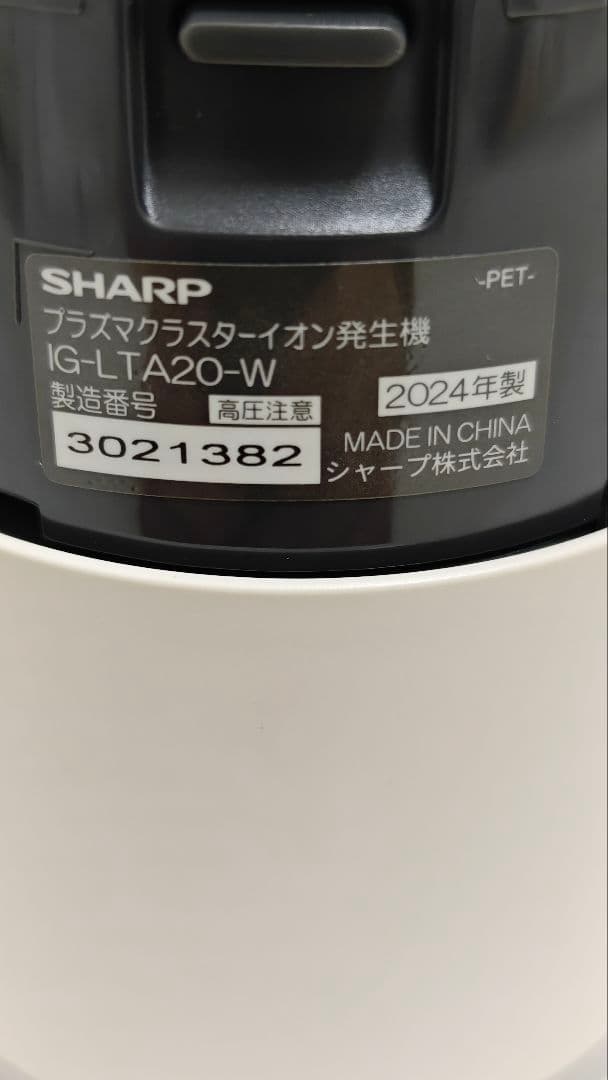 SHARP
-PET-
プラズマクラスターイオン発生機
IG-LTA20-W
製造番号
高圧注意
2024年製
3021382
MADE IN CHINA
シャープ株式会社